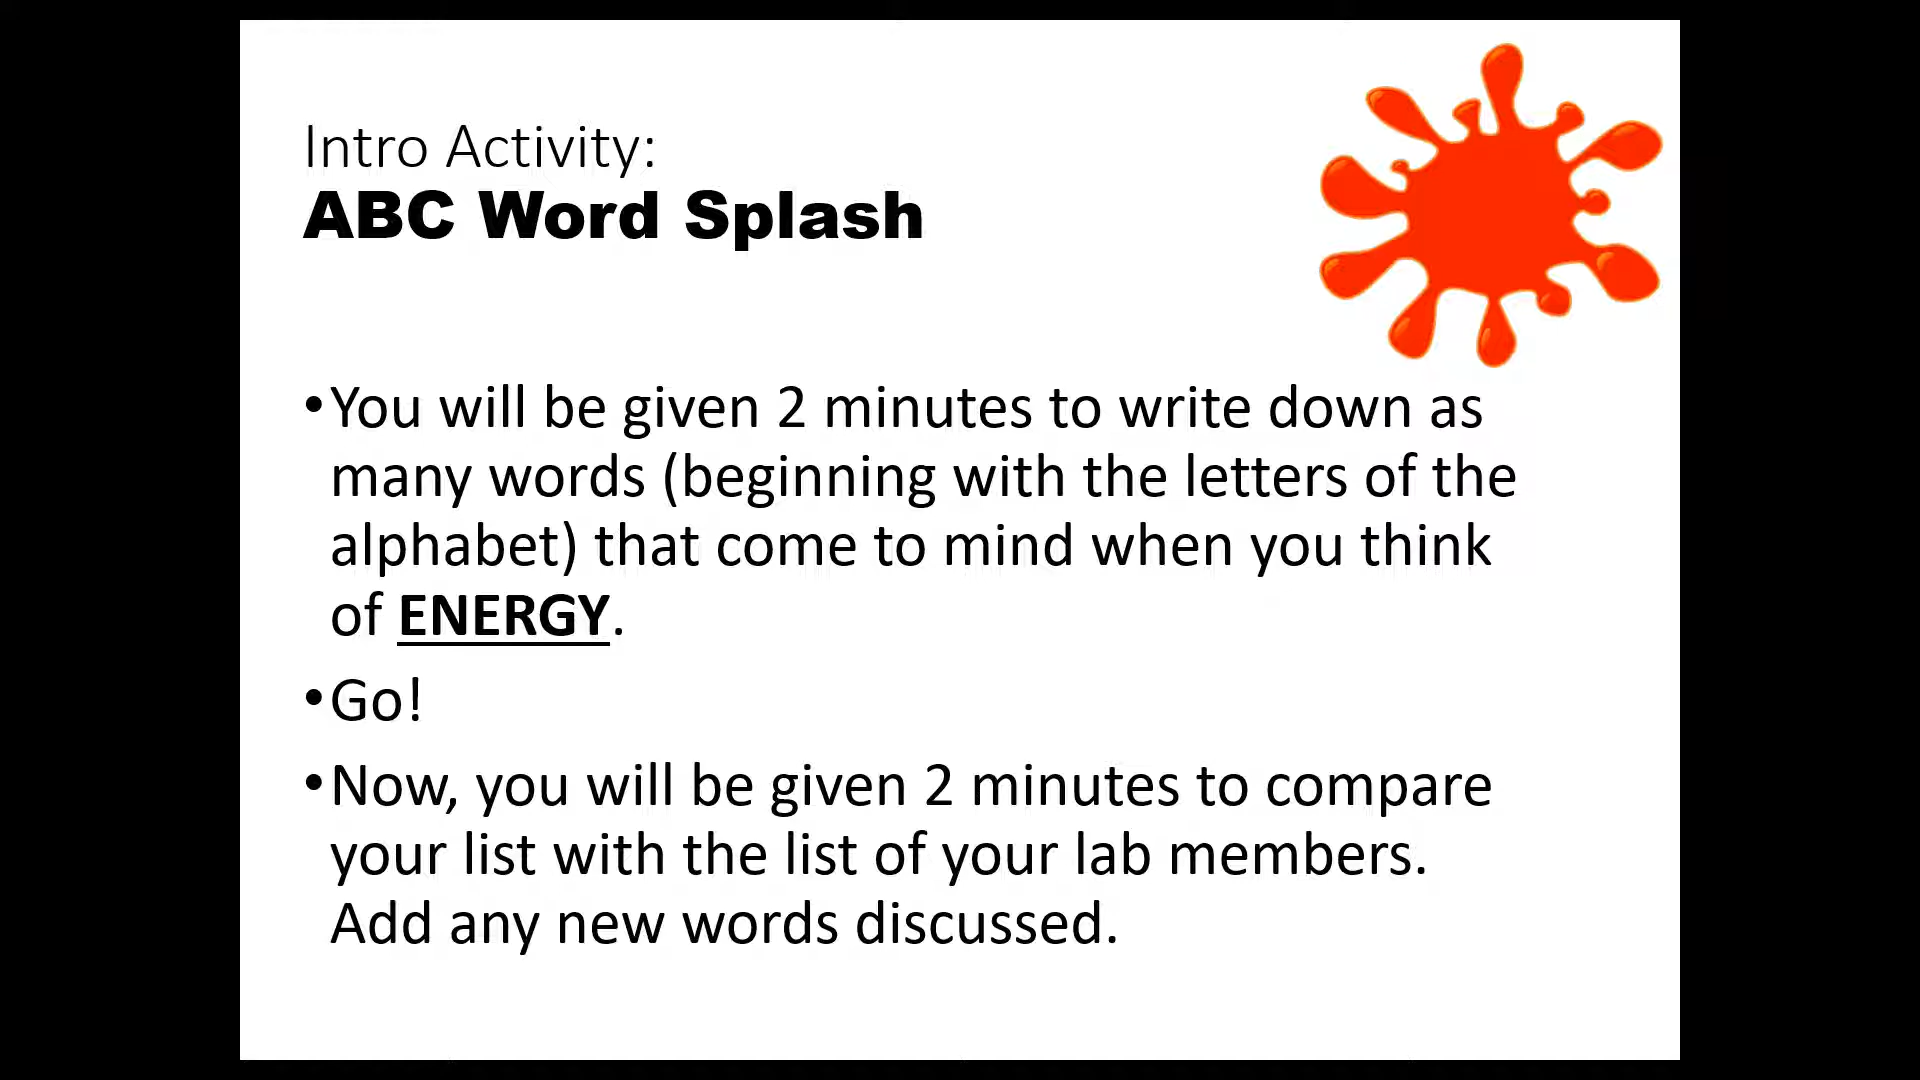 Intro Activity:
ABC Word Splash
•You will be given 2 minutes to write down as
many words (beginning with the letters of the
alphabet) that come to mind when you think
of ENERGY.
•Go!
•Now, you will be given 2 minutes to compare
your list with the list of your lab members.
Add any new words discussed.